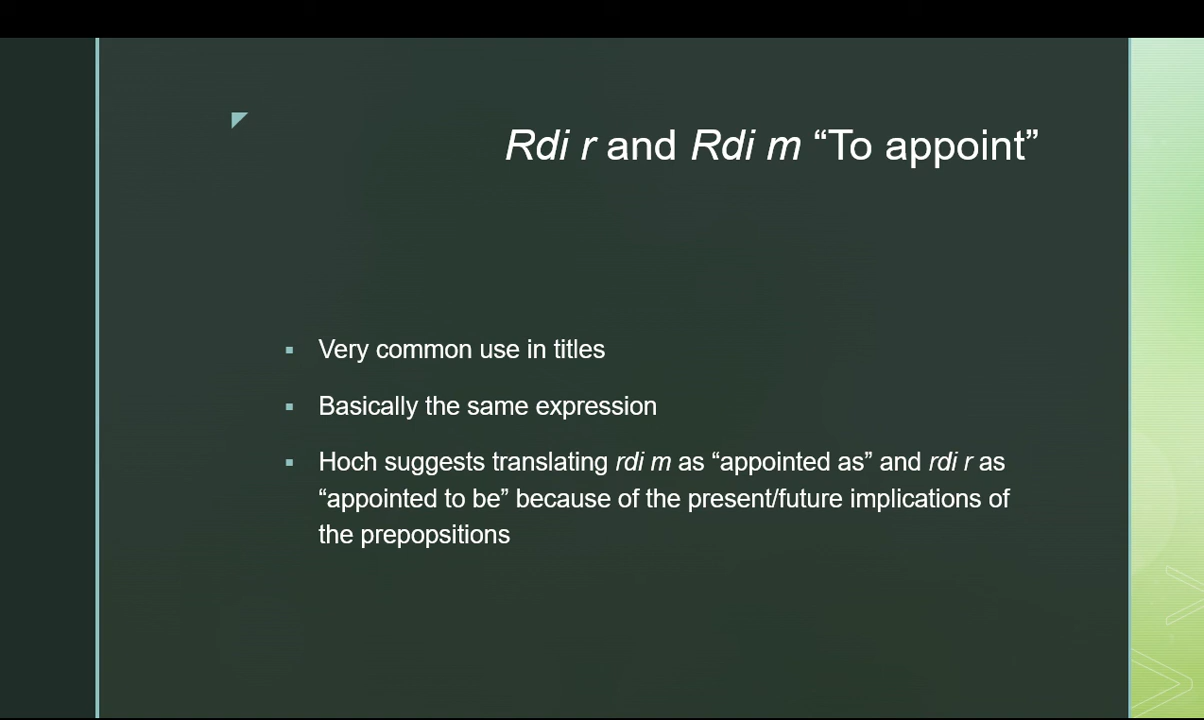 Rdi r and Rdi m “To appoint”
▪ Very common use in titles
▪ Basically the same expression
▪ Hoch suggests translating rdi m as “appointed as” and rdi r as
“appointed to be” because of the present/future implications of
the prepopsitions